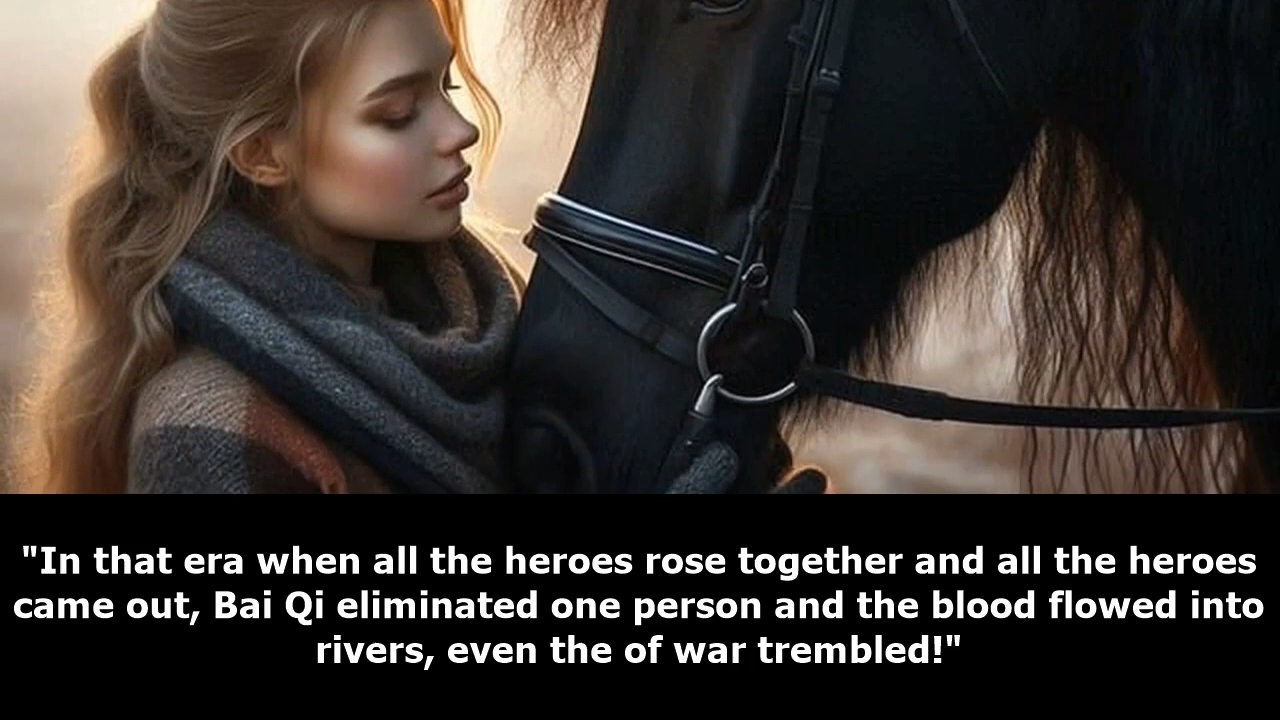 "In that era when all the heroes rose together and all the heroes
came out, Bai Qi eliminated one person and the blood flowed into
rivers, even the of war trembled!"